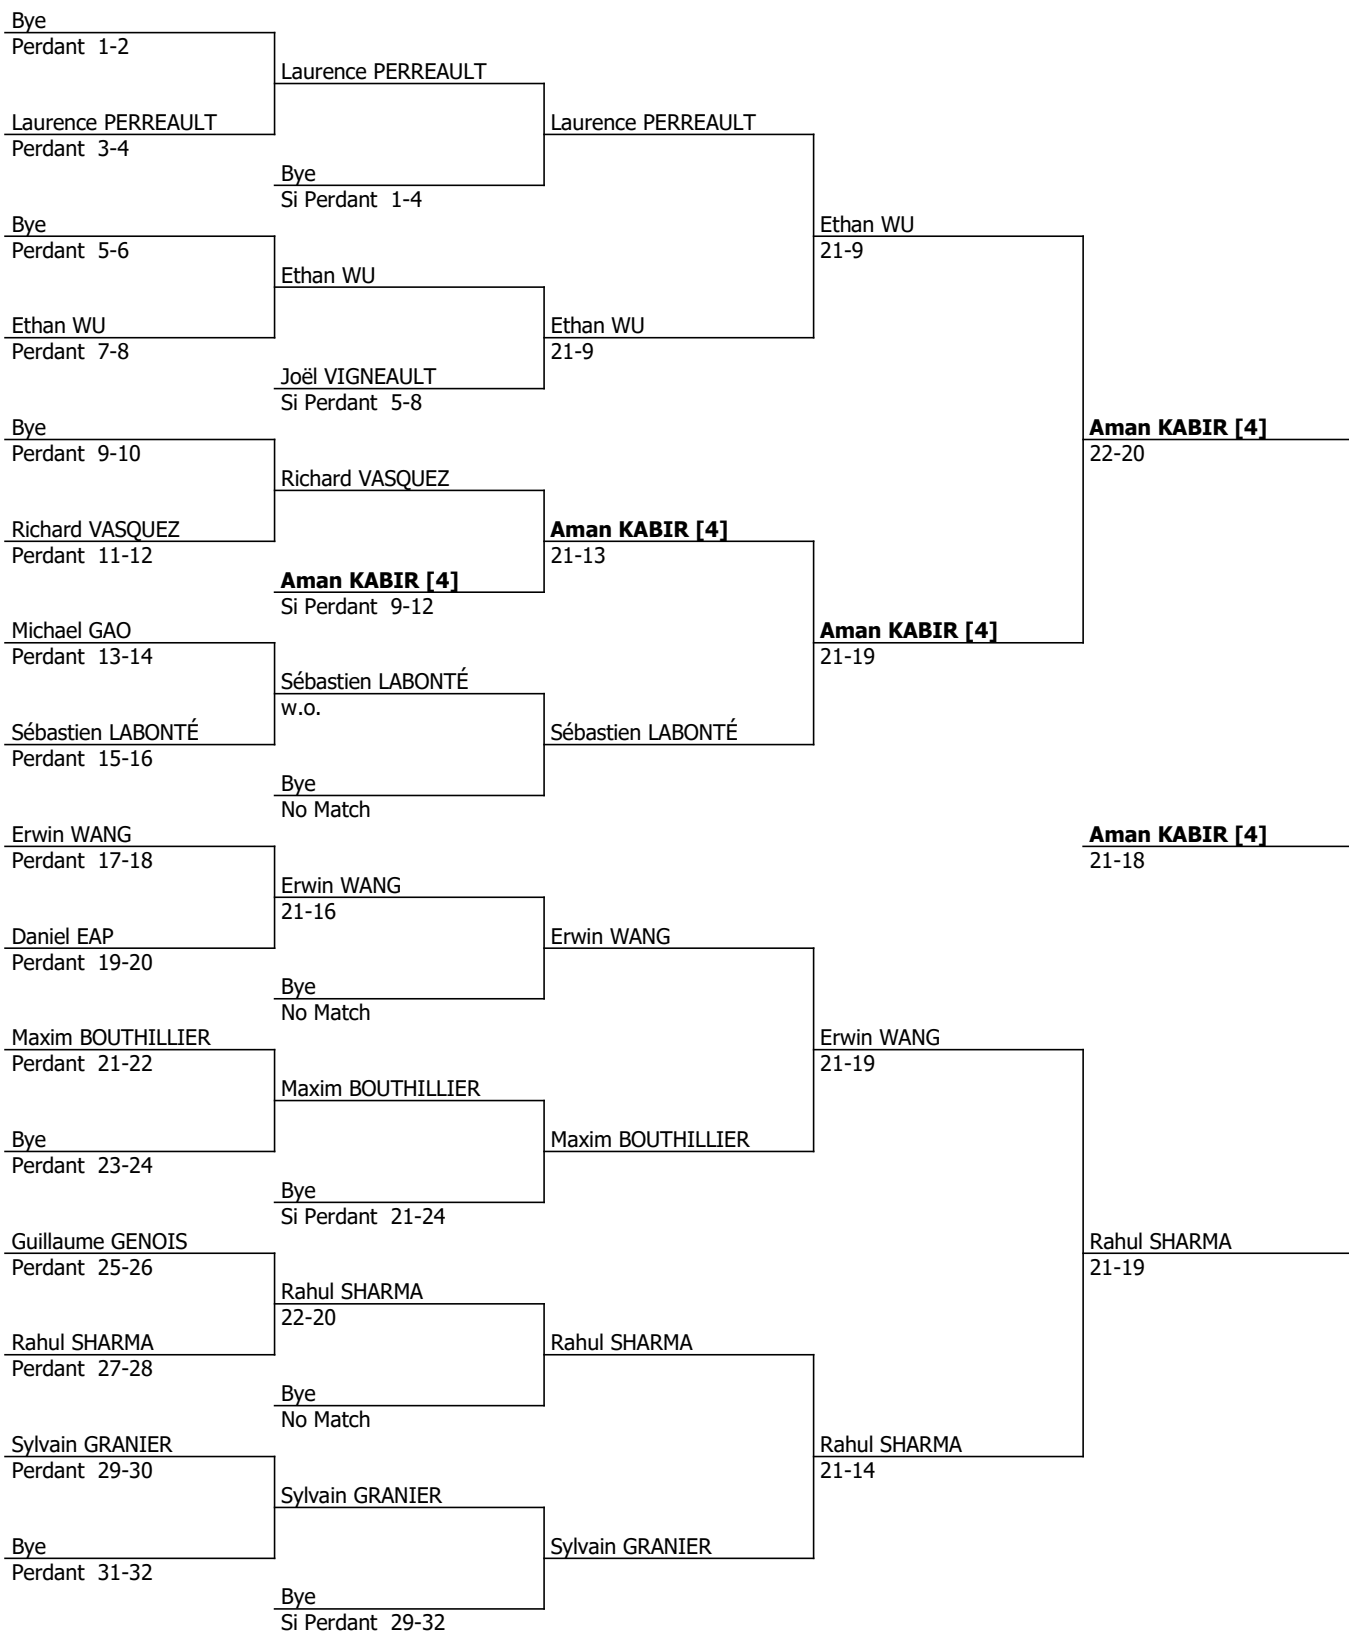 Bye
Perdant 1-2
Laurence PERREAULT
Laurence PERREAULT
Perdant 3-4
Laurence PERREAULT
Bye
Si Perdant 1-4
Bye
Perdant 5-6
Ethan WU
21-9
Ethan WU
Ethan WU
Perdant 7-8
Ethan WU
21-9
Joël VIGNEAULT
Si Perdant 5-8
Bye
Perdant 9-10
Aman KABIR [4]
22-20
Richard VASQUEZ
Richard VASQUEZ
Perdant 11-12
Aman KABIR [4]
21-13
Aman KABIR [4]
Si Perdant 9-12
Michael GAO
Perdant 13-14
Aman KABIR [4]
21-19
Sébastien LABONTÉ
w.o.
Sébastien LABONTÉ
Perdant 15-16
Sébastien LABONTÉ
Bye
No Match
Erwin WANG
Perdant 17-18
Aman KABIR [4]
21-18
Erwin WANG
21-16
Daniel EAP
Perdant 19-20
Erwin WANG
Bye
No Match
Maxim BOUTHILLIER
Perdant 21-22
Erwin WANG
21-19
Maxim BOUTHILLIER
Bye
Perdant 23-24
Maxim BOUTHILLIER
Bye
Si Perdant 21-24
Guillaume GENOIS
Perdant 25-26
Rahul SHARMA
21-19
Rahul SHARMA
22-20
Rahul SHARMA
Perdant 27-28
Rahul SHARMA
Bye
No Match
Sylvain GRANIER
Perdant 29-30
Rahul SHARMA
21-14
Sylvain GRANIER
Bye
Perdant 31-32
Sylvain GRANIER
Bye
Si Perdant 29-32